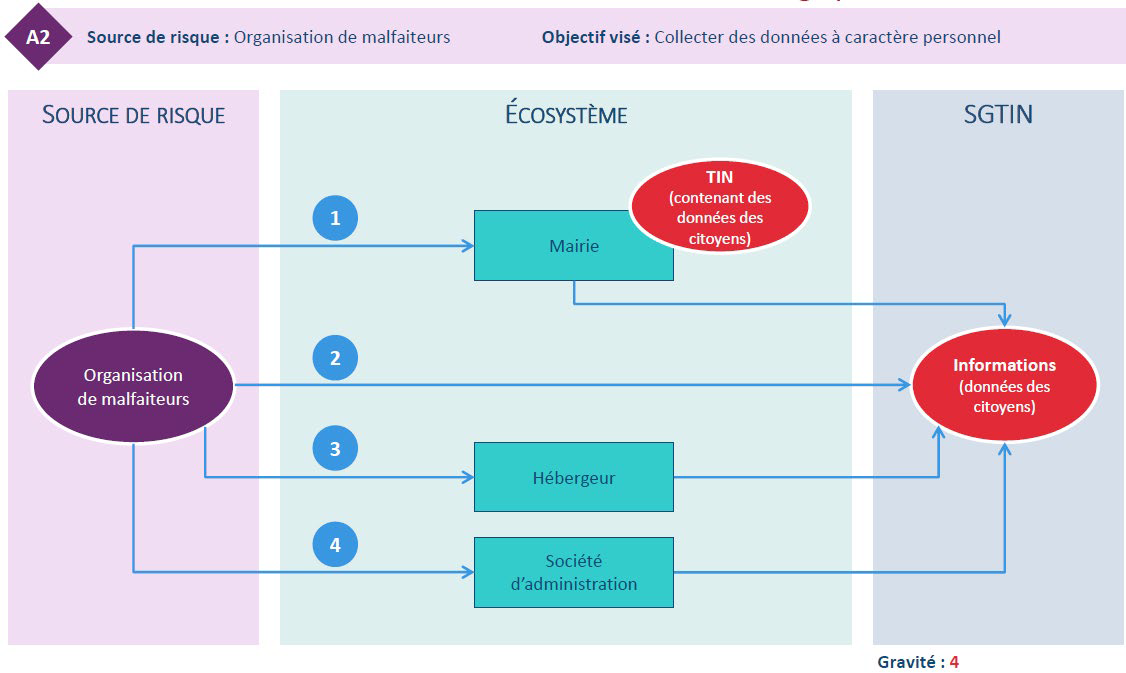 A2
Source de risque : Organisation de malfaiteurs
Objectif visé : Collecter des données à caractère personnel
SOURCE DE RISQUE
ÉCOSYSTÈME
SGTIN
TIN
(contenant des
données des
citoyens)
1
Mairie
2
Organisation
de malfaiteurs
Informations
(données des
citoyens)
3
Hébergeur
4
Société
d'administration
Gravité : 4